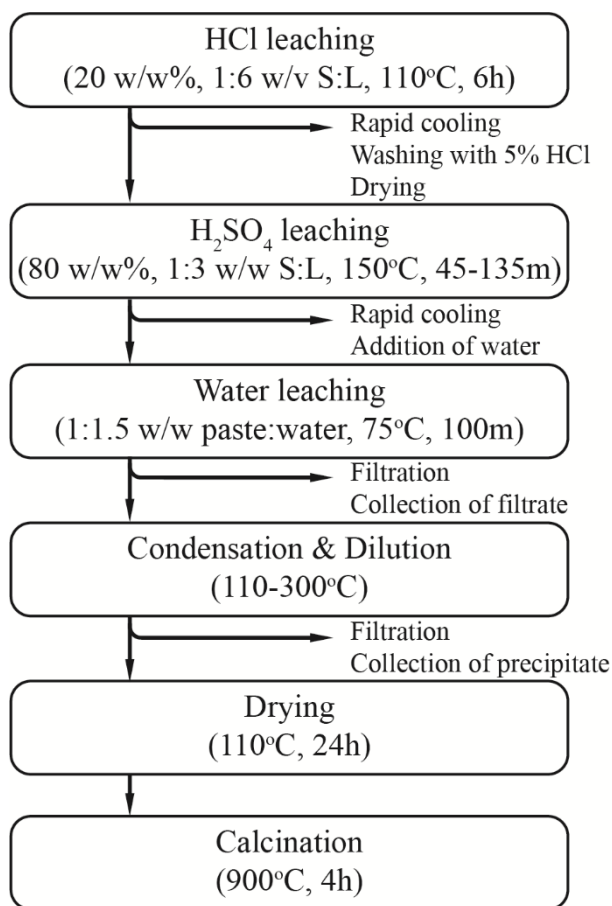 HCl leaching
(20 w/w%, 1:6 w/v S:L, 110°C, 6h)
Rapid cooling
Washing with 5% HCl
Drying
H₂SO₄ leaching
(80 w/w%, 1:3 w/w S:L, 150°C, 45-135m)
Rapid cooling
Addition of water
Water leaching
(1:1.5 w/w paste:water, 75°C, 100m)
Filtration
Collection of filtrate
Condensation & Dilution
(110-300°C)
Filtration
Collection of precipitate
Drying
(110°C, 24h)
Calcination
(900°C, 4h)